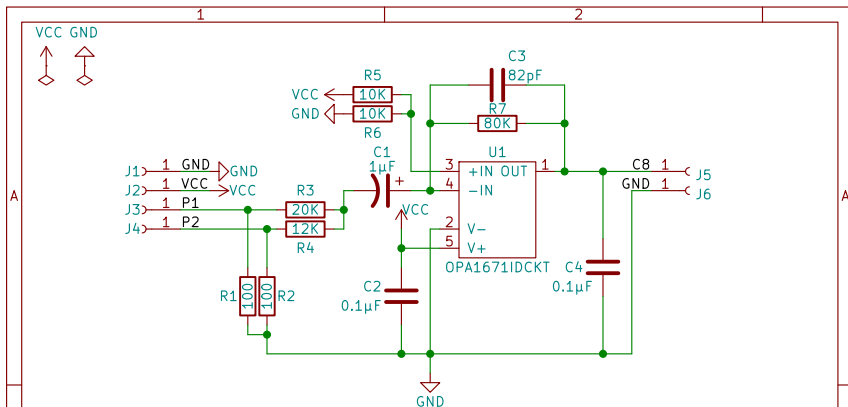 1 2
VCC GND
C3
82pF
R5
VCC 10K
R7
80K
GND 10K
R6
U1
C1
1µF
+
J1 1 GND GND
3 +IN OUT 1
C8 1 J5
J2 1 VCC VCC
4 -IN
GND 1 J6
A A
R3
J3 1 P1 20K
VCC
J4 1 P2 12K
R4
2 V-
5 V+
OPA1671IDCKT
R1 100 100 R2
C2
0.1µF
C4
0.1µF
GND